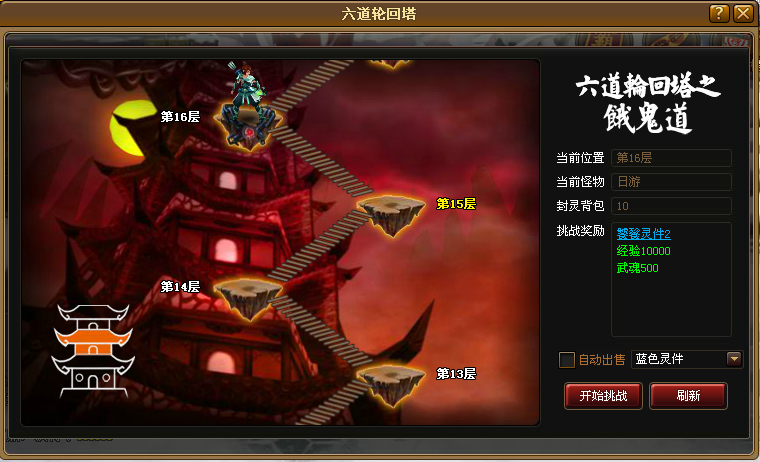 六道轮回塔
第16层
第15层
第14层
第13层
六道輪回塔之
餓鬼道
当前位置 第16层
当前怪物 日游
封灵背包 10
挑战奖励 饕餮灵件2
经验10000
武魂500
自动出售 蓝色灵件
开始挑战 刷新